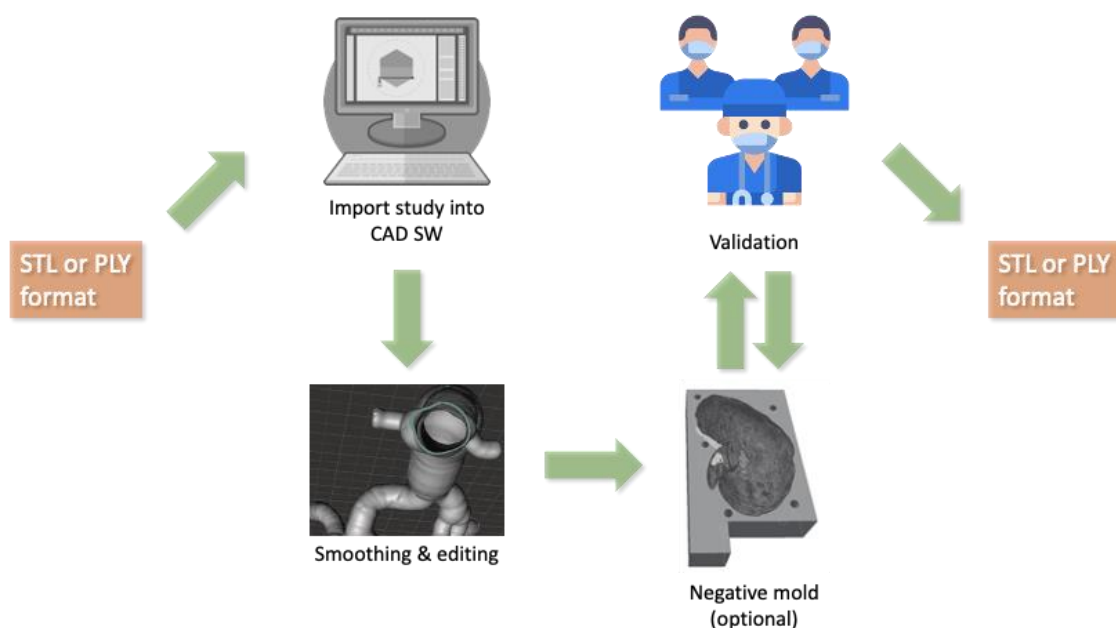 STL or PLY
format
Import study into
CAD SW
Smoothing & editing
Negative mold
(optional)
Validation
STL or PLY
format